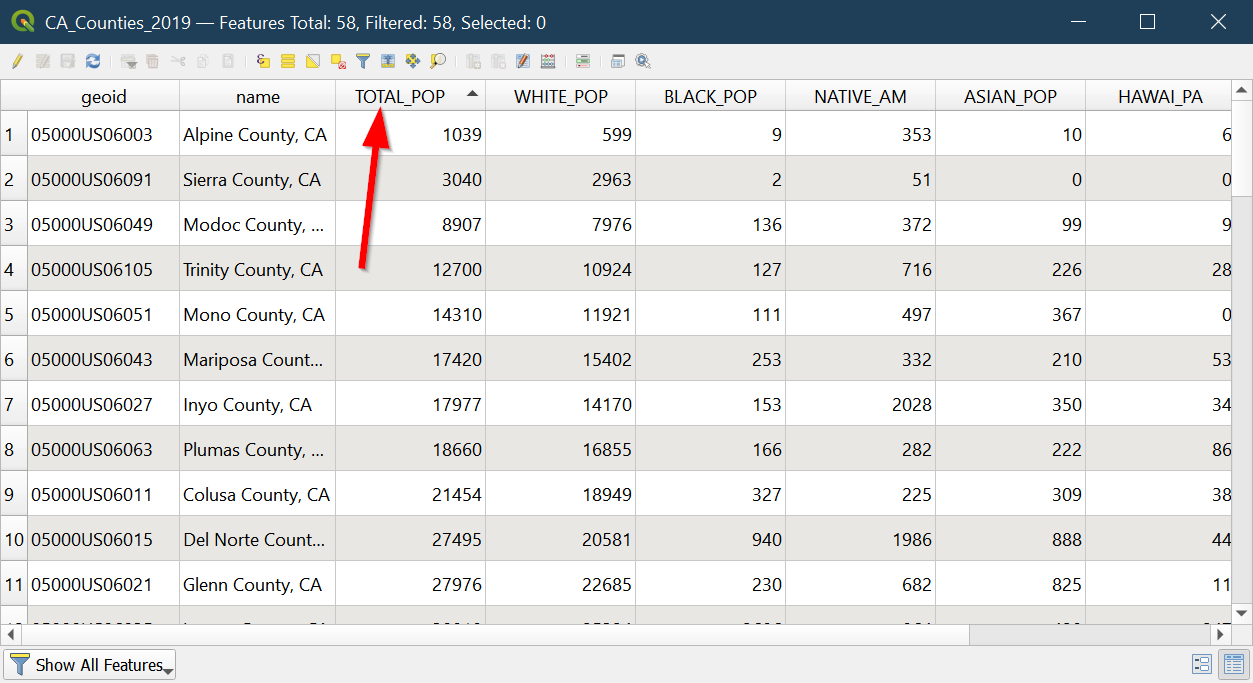 CA_Counties_2019 — Features Total: 58, Filtered: 58, Selected: 0
geoid name TOTAL_POP WHITE_POP BLACK_POP NATIVE_AM ASIAN_POP HAWAI_PA
1 05000US06003 Alpine County, CA 1039 599 9 353 10 6
2 05000US06091 Sierra County, CA 3040 2963 2 51 0 0
3 05000US06049 Modoc County, ... 8907 7976 136 372 99 9
4 05000US06105 Trinity County, CA 12700 10924 127 716 226 28
5 05000US06051 Mono County, CA 14310 11921 111 497 367 0
6 05000US06043 Mariposa Count... 17420 15402 253 332 210 53
7 05000US06027 Inyo County, CA 17977 14170 153 2028 350 34
8 05000US06063 Plumas County, ... 18660 16855 166 282 222 86
9 05000US06011 Colusa County, CA 21454 18949 327 225 309 38
10 05000US06015 Del Norte Count... 27495 20581 940 1986 888 44
11 05000US06021 Glenn County, CA 27976 22685 230 682 825 11
Show All Features